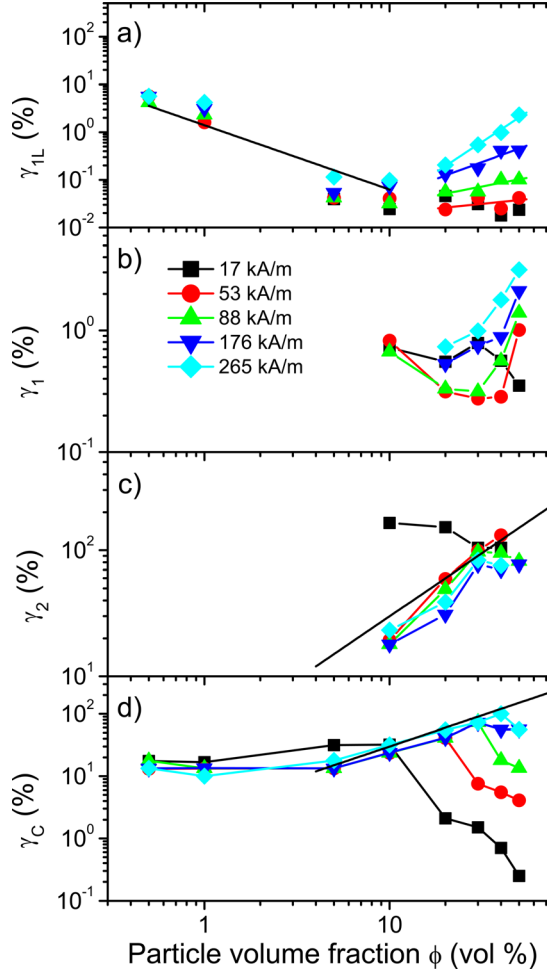 a)
10²
10¹
10⁰
10⁻¹
10⁻²
γ1L (%)
b)
17 kA/m
53 kA/m
88 kA/m
176 kA/m
265 kA/m
10⁰
10⁻¹
γ1 (%)
c)
10²
10¹
γ2 (%)
d)
10²
10¹
10⁰
10⁻¹
γC (%)
1
10
Particle volume fraction ϕ (vol %)